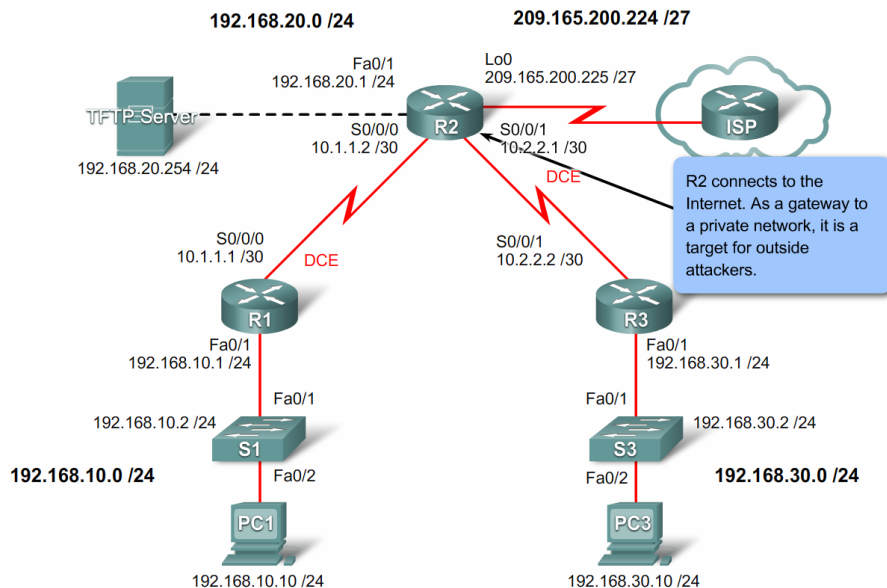 192.168.20.0 /24
209.165.200.224 /27
Fa0/1
192.168.20.1 /24
Lo0
209.165.200.225 /27
TFTP Server
R2
ISP
S0/0/0
10.1.1.2 /30
S0/0/1
10.2.2.1 /30
192.168.20.254 /24
DCE
R2 connects to the
Internet. As a gateway to
a private network, it is a
target for outside
attackers.
S0/0/0
10.1.1.1 /30
DCE
S0/0/1
10.2.2.2 /30
R1
R3
Fa0/1
192.168.10.1 /24
Fa0/1
192.168.30.1 /24
Fa0/1
Fa0/1
192.168.10.2 /24
192.168.30.2 /24
S1
S3
192.168.10.0 /24
Fa0/2
Fa0/2
192.168.30.0 /24
PC1
PC3
192.168.10.10 /24
192.168.30.10 /24